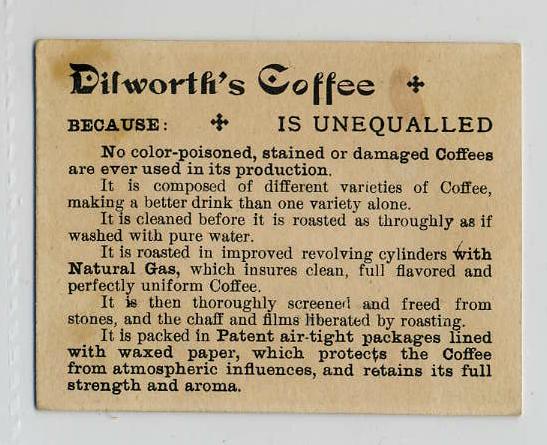 Dilworth's Coffee ✣
BECAUSE: ✣ IS UNEQUALLED
No color-poisoned, stained or damaged Coffees
are ever used in its production.
It is composed of different varieties of Coffee,
making a better drink than one variety alone.
It is cleaned before it is roasted as throughly as if
washed with pure water.
It is roasted in improved revolving cylinders with
Natural Gas, which insures clean, full flavored and
perfectly uniform Coffee.
It is then thoroughly screened and freed from
stones, and the chaff and films liberated by roasting.
It is packed in Patent air-tight packages lined
with waxed paper, which protects the Coffee
from atmospheric influences, and retains its full
strength and aroma.